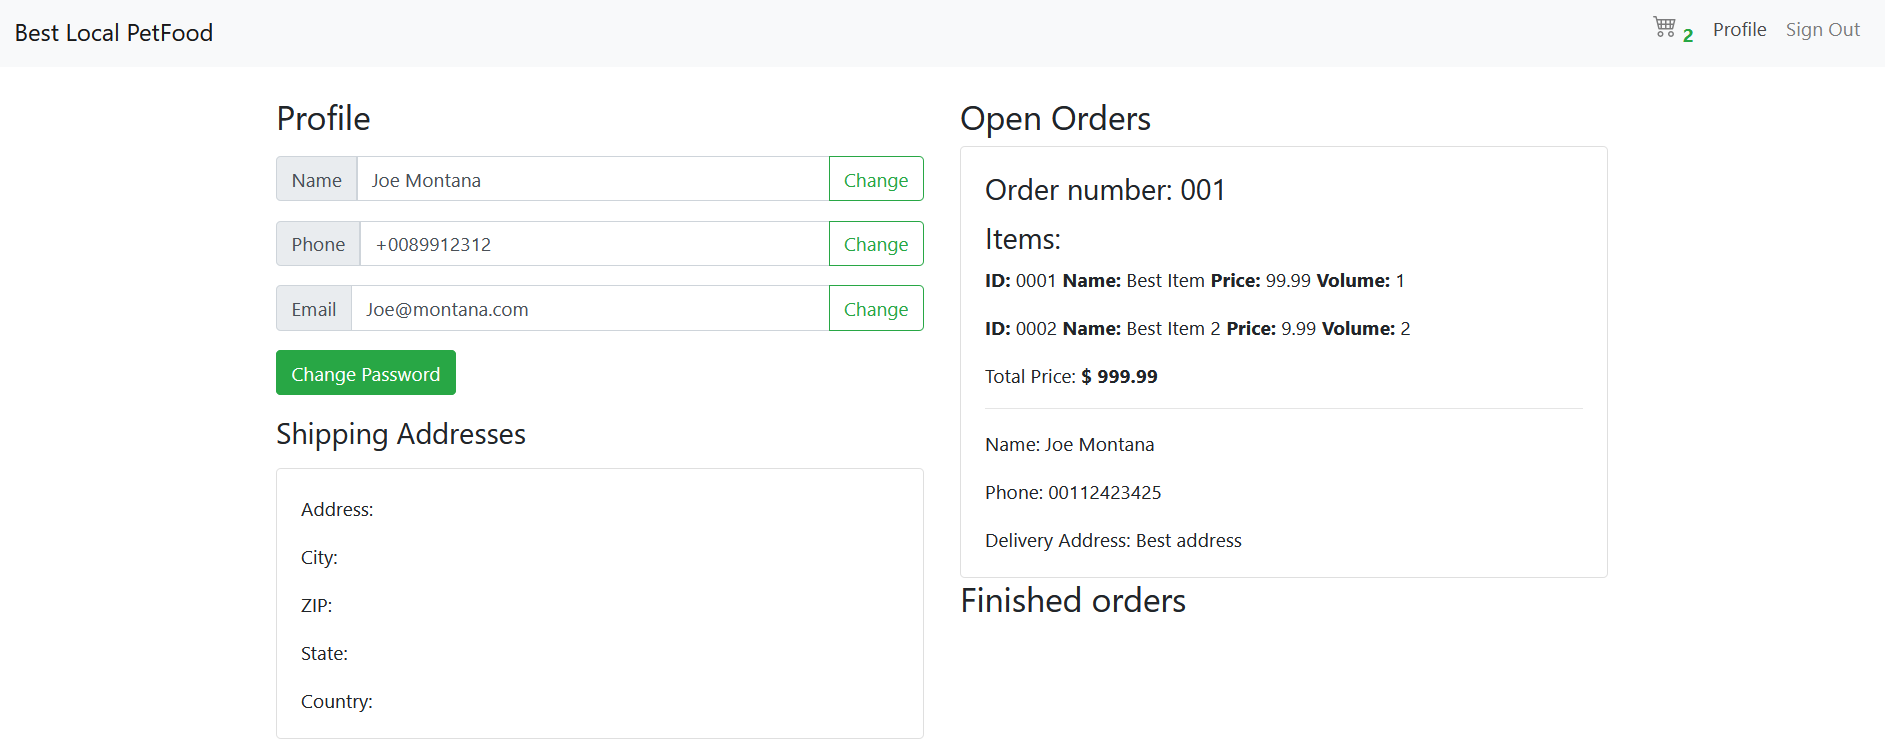 Best Local PetFood
2 Profile Sign Out
Profile
Name Joe Montana Change
Phone +0089912312 Change
Email Joe@montana.com Change
Change Password
Shipping Addresses
Address:
City:
ZIP:
State:
Country:
Open Orders
Order number: 001
Items:
ID: 0001 Name: Best Item Price: 99.99 Volume: 1
ID: 0002 Name: Best Item 2 Price: 9.99 Volume: 2
Total Price: $ 999.99
Name: Joe Montana
Phone: 00112423425
Delivery Address: Best address
Finished orders